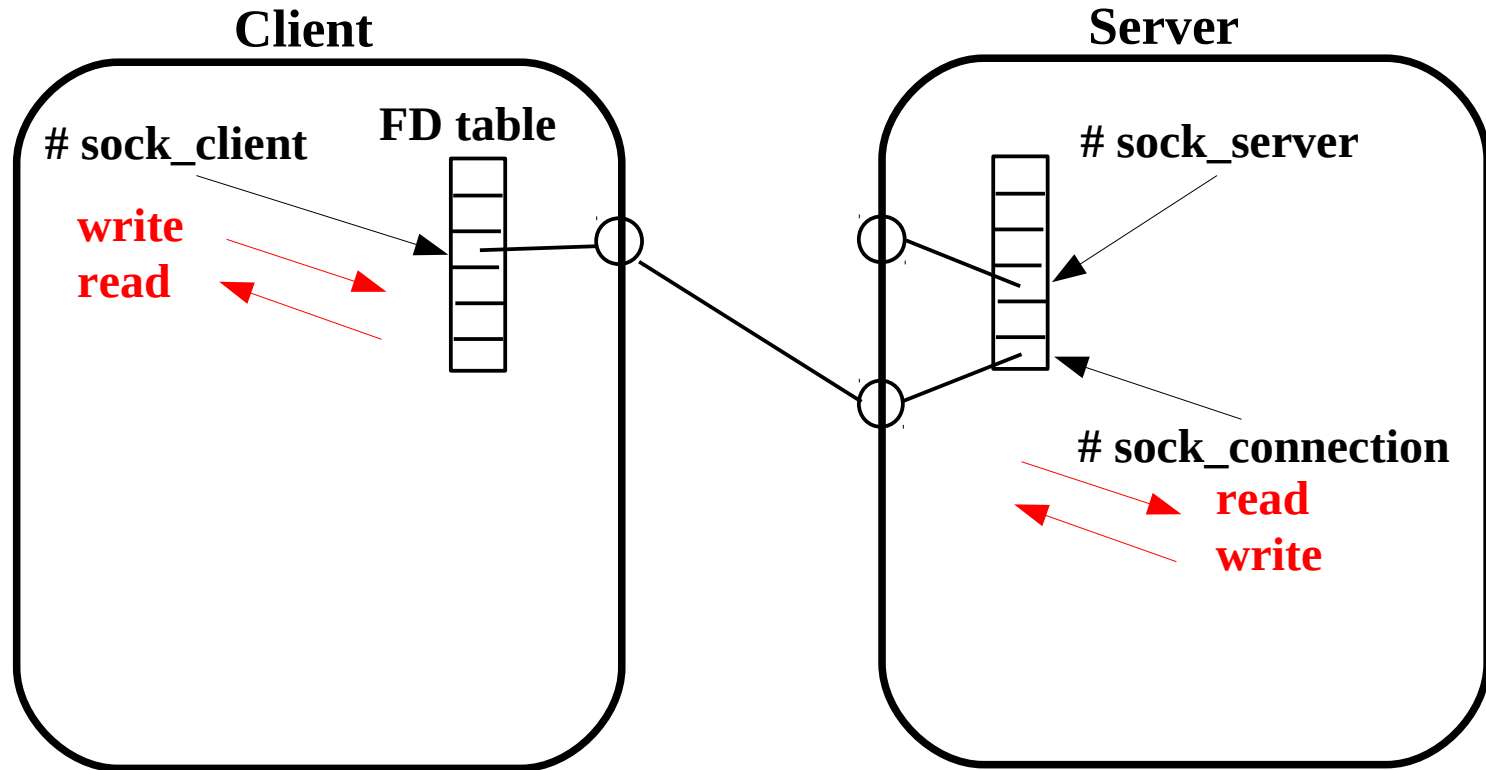 Client
Server
FD table
# sock_client
write
read
# sock_server
# sock_connection
read
write